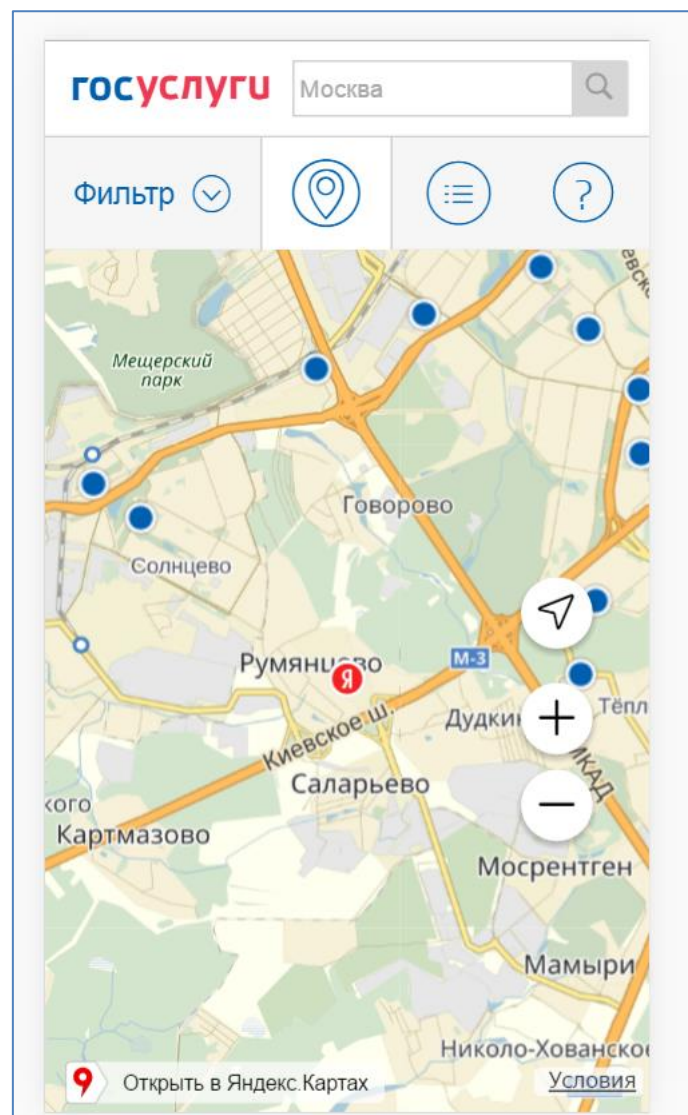 госуслуги
Москва
Фильтр
?
Мещерский
парк
Говорово
Солнцево
Румянцево
Я
М-3
Киевское ш.
Дудкин
Тёпл
МКАД
Саларьево
кого
Картмазово
Мосрентген
Мамыри
Николо-Хованское
Открыть в Яндекс.Картах
Условия